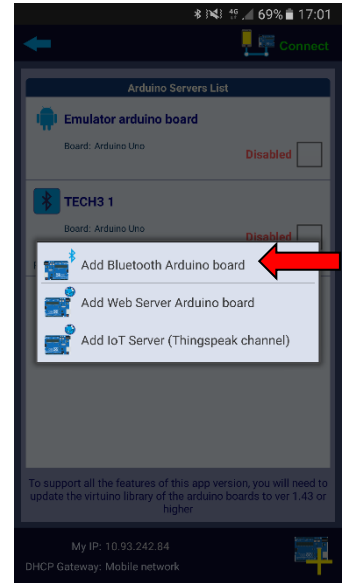 4G 69% 17:01
Connect
Arduino Servers List
Emulator arduino board
Board: Arduino Uno
Disabled
TECH3 1
Board: Arduino Uno
Disabled
Add Bluetooth Arduino board
Add Web Server Arduino board
Add IoT Server (Thingspeak channel)
To support all the features of this app version, you will need to
update the virtuino library of the arduino boards to ver 1.43 or
higher
My IP: 10.93.242.84
DHCP Gateway: Mobile network